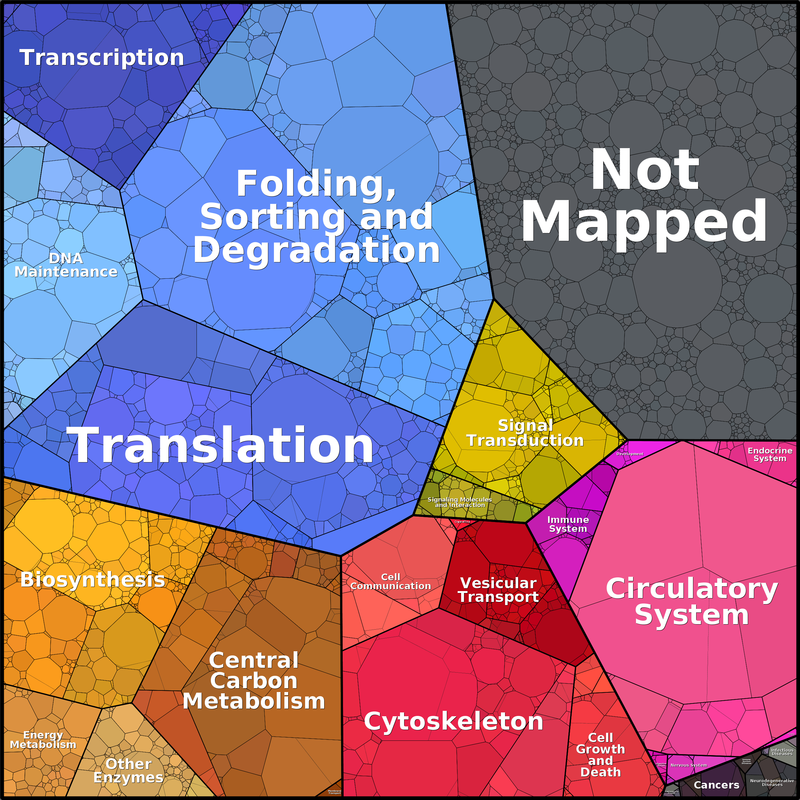 Transcription
Folding,
Sorting and
Degradation
Not
Mapped
DNA
Maintenance
Translation
Signal
Transduction
Signaling Molecules
and Interaction
Development
Endocrine
System
Immune
System
Circulatory
System
Biosynthesis
Cell
Communication
Vesicular
Transport
Central
Carbon
Metabolism
Cytoskeleton
Energy
Metabolism
Other
Enzymes
Cell
Growth
and
Death
Nervous System
Infectious
Diseases
Cancers
Neurodegenerative
Diseases